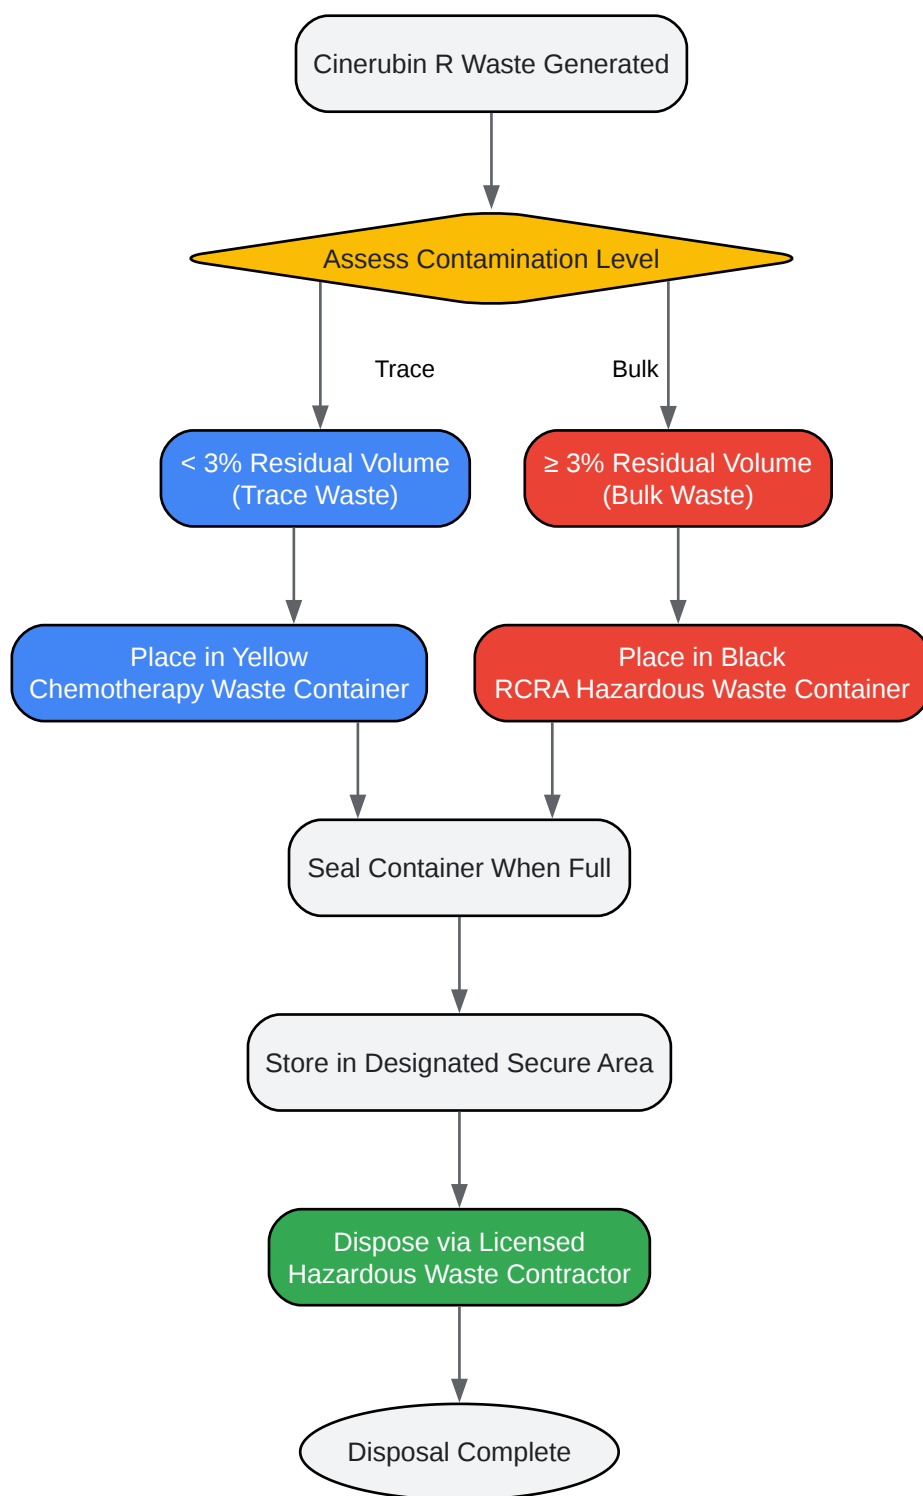 Cinerubin R Waste Generated
Assess Contamination Level
Trace
Bulk
< 3% Residual Volume
(Trace Waste)
≥ 3% Residual Volume
(Bulk Waste)
Place in Yellow
Chemotherapy Waste Container
Place in Black
RCRA Hazardous Waste Container
Seal Container When Full
Store in Designated Secure Area
Dispose via Licensed
Hazardous Waste Contractor
Disposal Complete